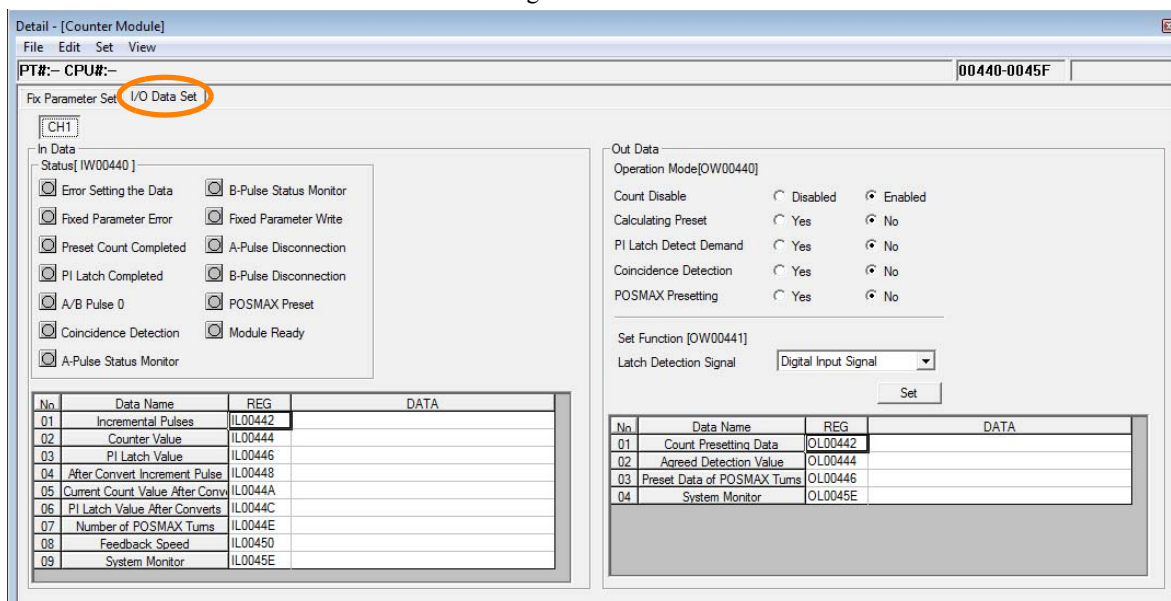 Detail - [Counter Module]
File Edit Set View
PT#:– CPU#:– 00440-0045F
Fix Parameter Set I/O Data Set
CH1
In Data
Status[ IW00440 ]
Error Setting the Data B-Pulse Status Monitor
Fixed Parameter Error Fixed Parameter Write
Preset Count Completed A-Pulse Disconnection
PI Latch Completed B-Pulse Disconnection
A/B Pulse 0 POSMAX Preset
Coincidence Detection Module Ready
A-Pulse Status Monitor
No Data Name REG DATA
01 Incremental Pulses IL00442
02 Counter Value IL00444
03 PI Latch Value IL00446
04 After Convert Increment Pulse IL00448
05 Current Count Value After Conv IL0044A
06 PI Latch Value After Converts IL0044C
07 Number of POSMAX Turns IL0044E
08 Feedback Speed IL00450
09 System Monitor IL0045E
Out Data
Operation Mode[OW00440]
Count Disable Disabled Enabled
Calculating Preset Yes No
PI Latch Detect Demand Yes No
Coincidence Detection Yes No
POSMAX Presetting Yes No
Set Function [OW00441]
Latch Detection Signal Digital Input Signal
Set
No Data Name REG DATA
01 Count Presetting Data OL00442
02 Agreed Detection Value OL00444
03 Preset Data of POSMAX Turns OL00446
04 System Monitor OL0045E